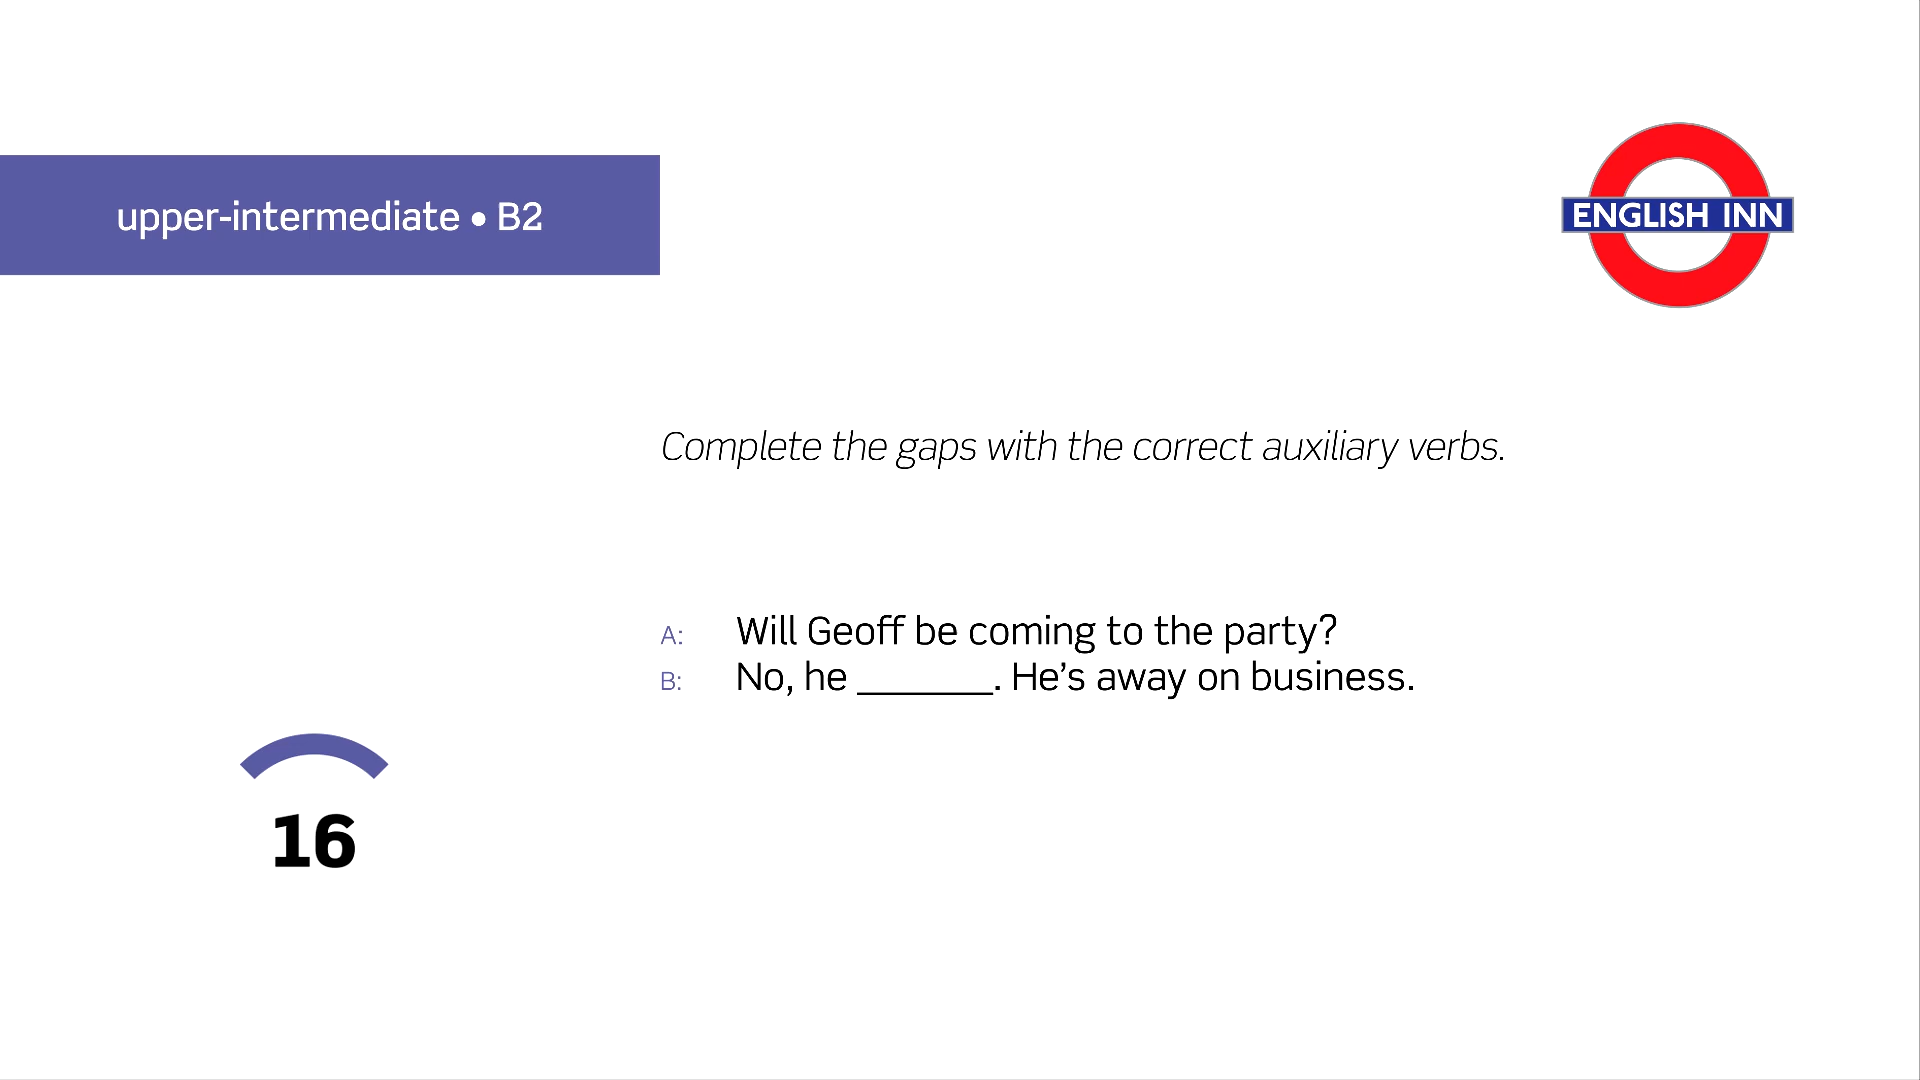 upper-intermediate • B2
ENGLISH INN
Complete the gaps with the correct auxiliary verbs.
A: Will Geoff be coming to the party?
B: No, he _______. He’s away on business.
16